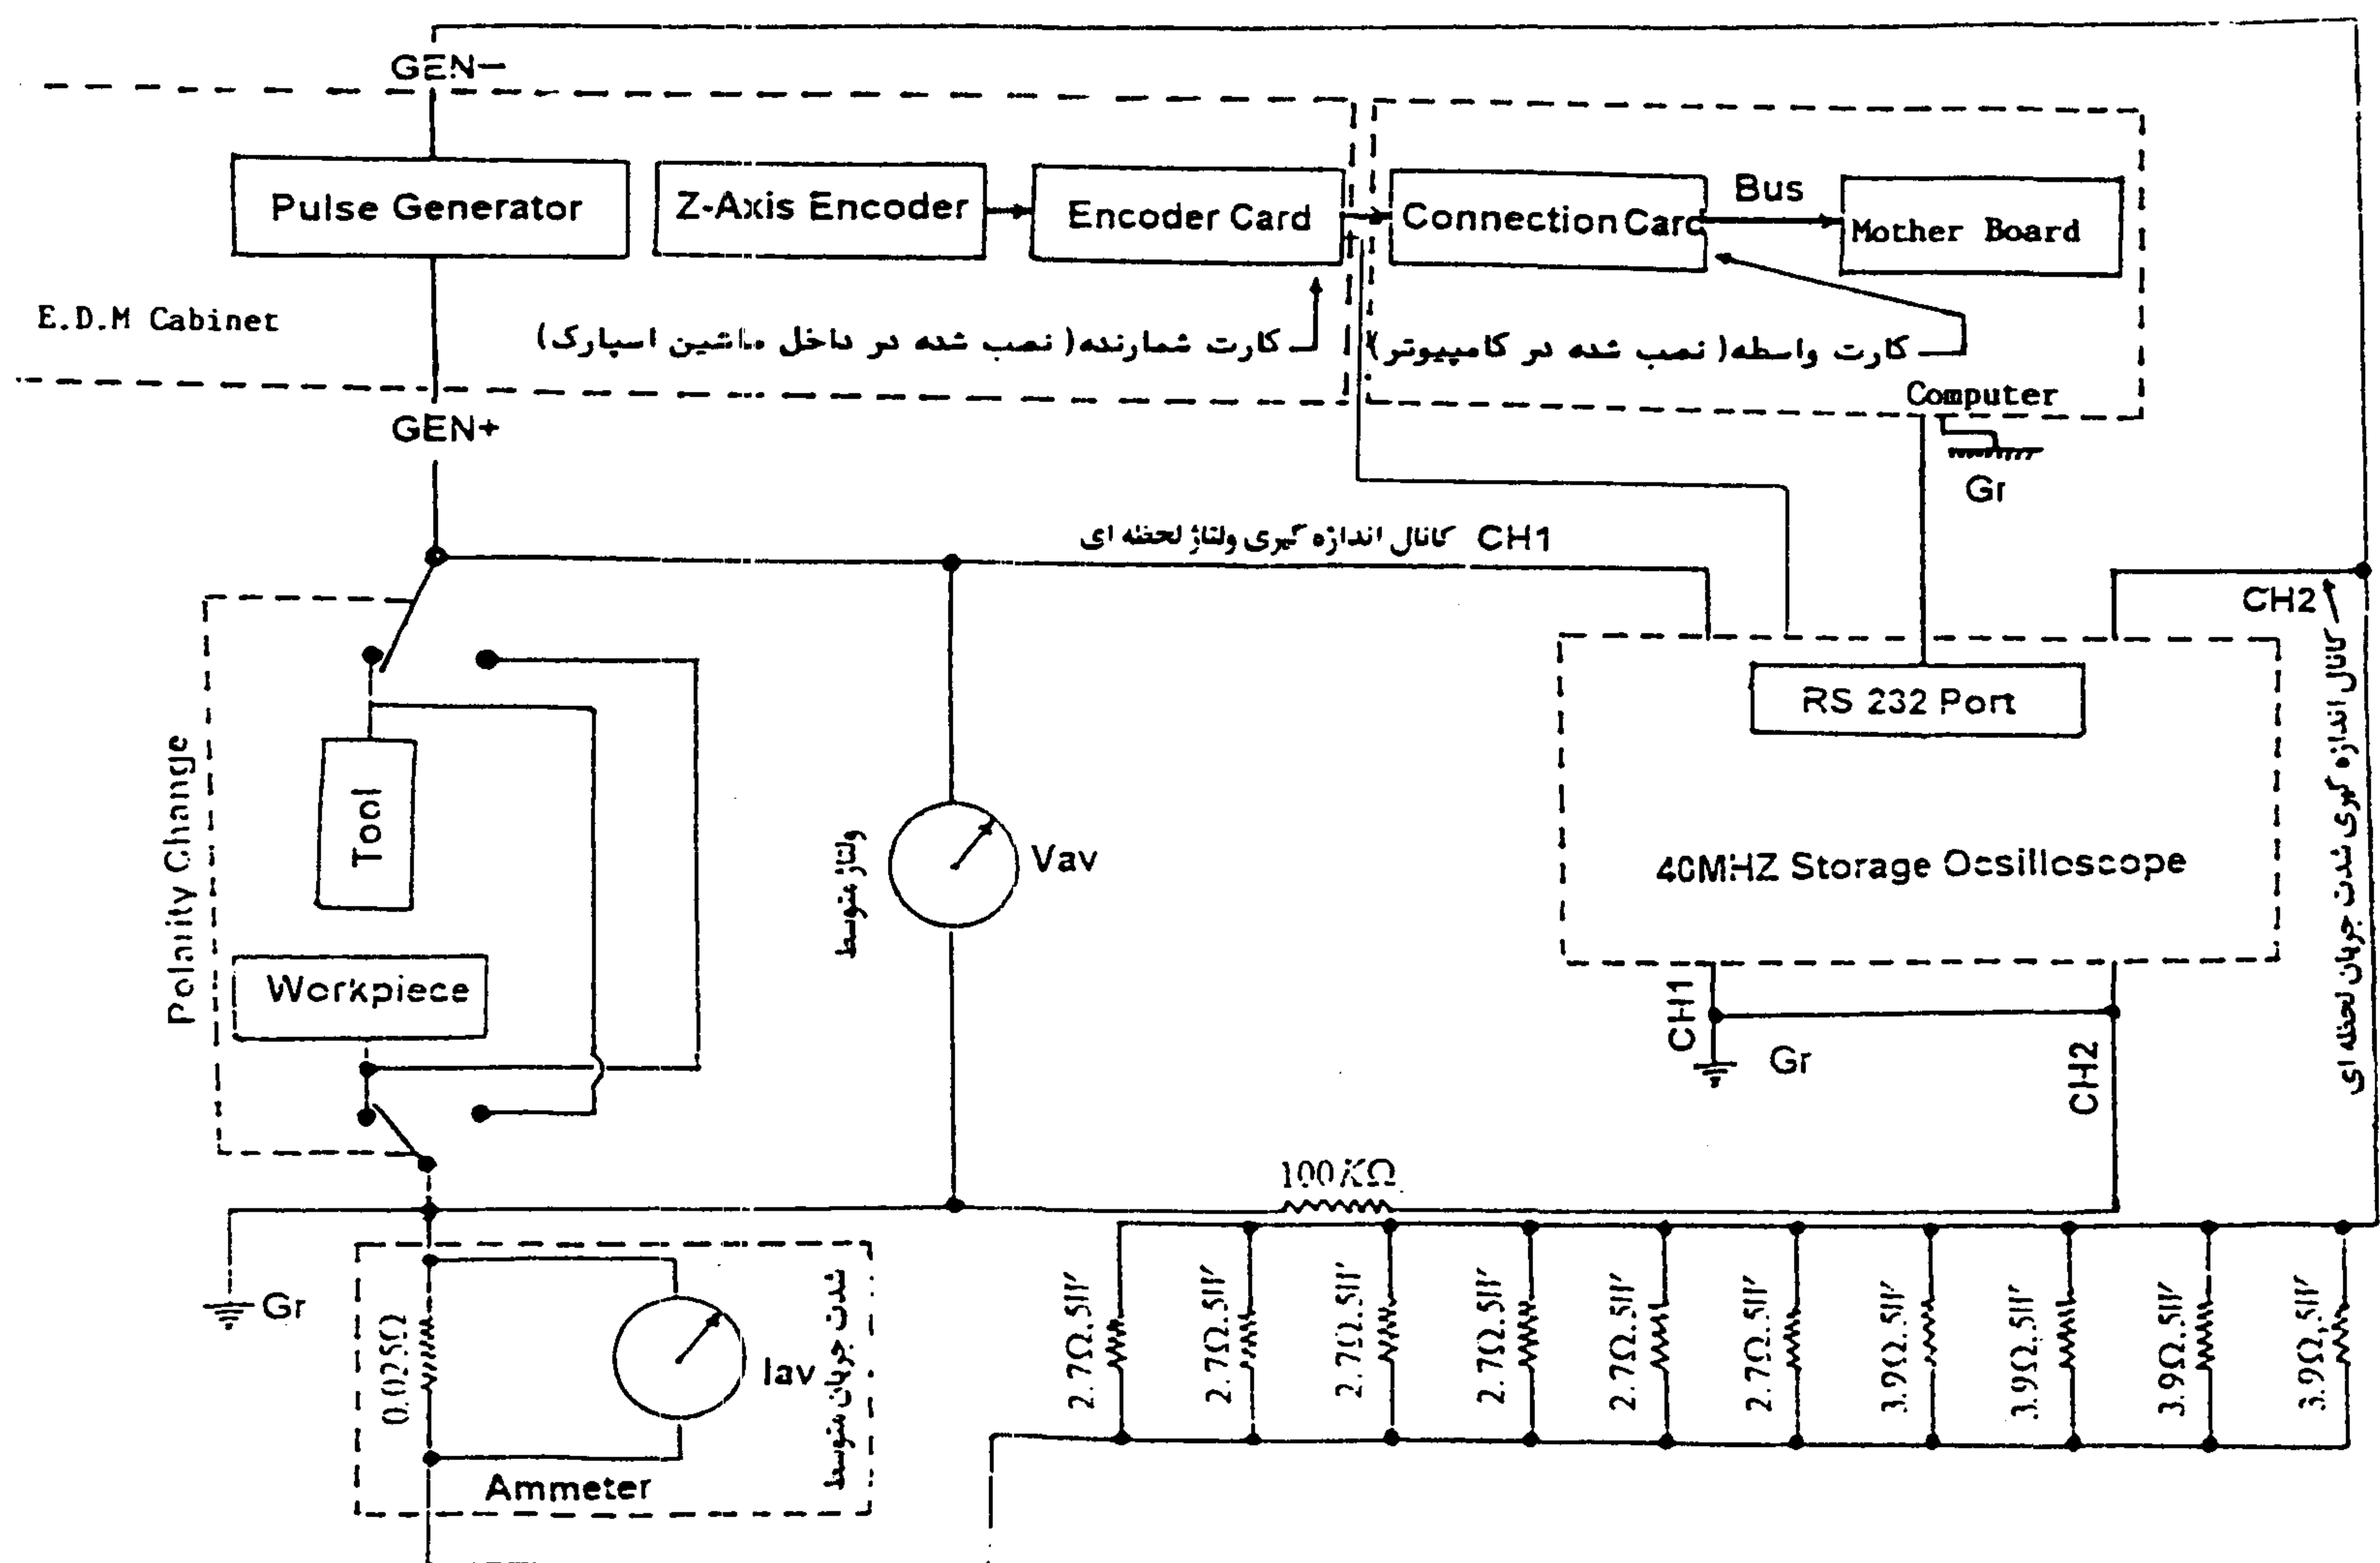 GEN−
Pulse Generator
Z-Axis Encoder
Encoder Card
Connection Card
Bus
Mother Board
E.D.M Cabinet
کارت شمارنده( نصب شده در داخل ماشین اسپارک)
کارت واسطه( نصب شده در کامپیوتر)
Computer
GEN+
Gr
CH1 کانال اندازه گیری ولتاژ لحظه ای
CH2
کانال اندازه گیری شدت جریان لحظه ای
RS 232 Port
Polarity Change
Tool
Workpiece
ولتاژ متوسط
Vav
40MHZ Storage Ocsilloscope
CH1
Gr
CH2
100KΩ
Gr
0.025Ω
Iav
شدت جریان متوسط
Ammeter
2.7Ω.5W
2.7Ω.5W
2.7Ω.5W
2.7Ω.5W
2.7Ω.5W
2.7Ω.5W
3.9Ω.5W
3.9Ω.5W
3.9Ω.5W
3.9Ω,5W